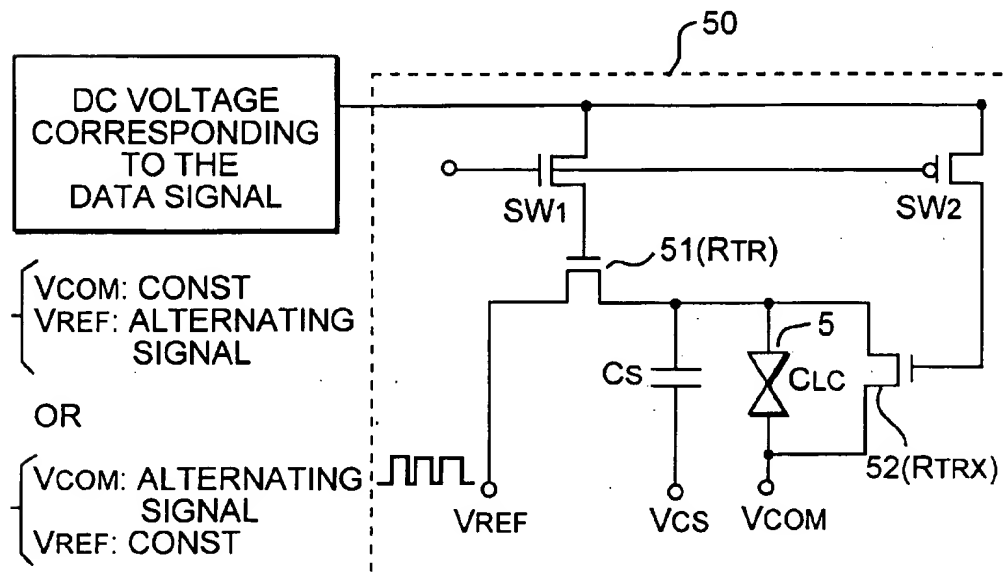 50
DC VOLTAGE
CORRESPONDING
TO THE
DATA SIGNAL
SW1
SW2
51(RTR)
VCOM: CONST
VREF: ALTERNATING
SIGNAL
5
CS
CLC
OR
52(RTRX)
VCOM: ALTERNATING
SIGNAL
VREF: CONST
VREF
VCS
VCOM